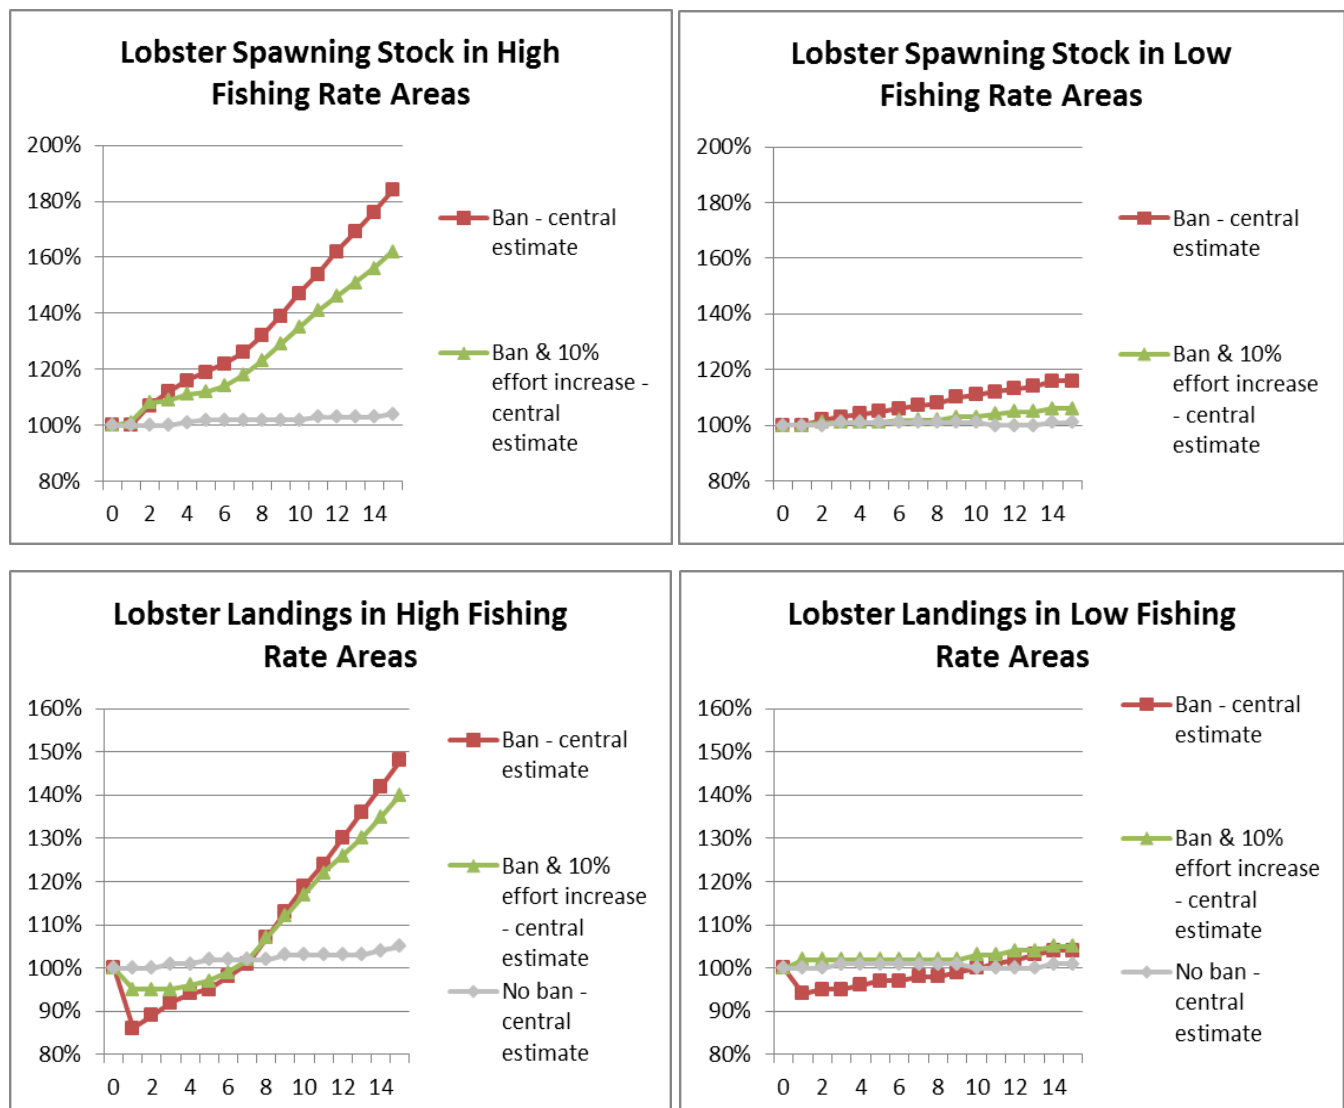 Lobster Spawning Stock in High
Fishing Rate Areas
200%
180%
160%
140%
120%
100%
80%
0 2 4 6 8 10 12 14
Ban - central
estimate
Ban & 10%
effort increase -
central
estimate
Lobster Spawning Stock in Low
Fishing Rate Areas
200%
180%
160%
140%
120%
100%
80%
0 2 4 6 8 10 12 14
Ban - central
estimate
Ban & 10%
effort increase
- central
estimate
Lobster Landings in High Fishing
Rate Areas
160%
150%
140%
130%
120%
110%
100%
90%
80%
0 2 4 6 8 10 12 14
Ban - central
estimate
Ban & 10%
effort increase
- central
estimate
No ban -
central
estimate
Lobster Landings in Low Fishing
Rate Areas
160%
150%
140%
130%
120%
110%
100%
90%
80%
0 2 4 6 8 10 12 14
Ban - central
estimate
Ban & 10%
effort increase
- central
estimate
No ban -
central
estimate